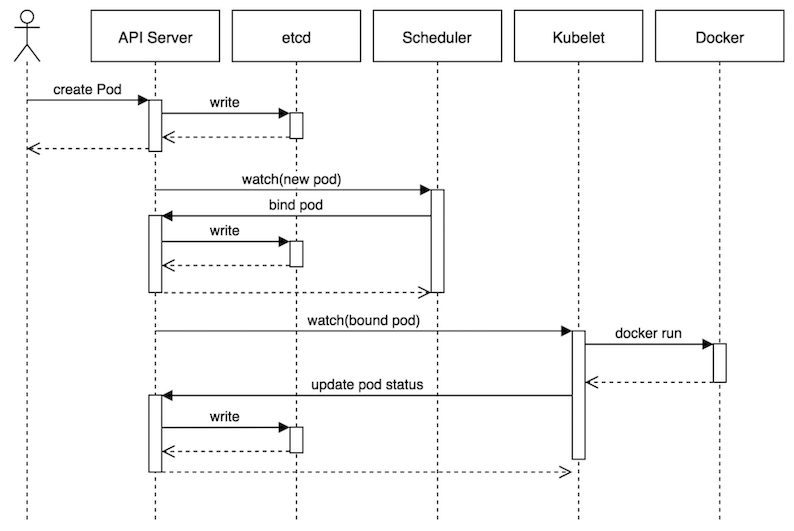 API Server
etcd
Scheduler
Kubelet
Docker
create Pod
write
watch(new pod)
bind pod
write
watch(bound pod)
docker run
update pod status
write